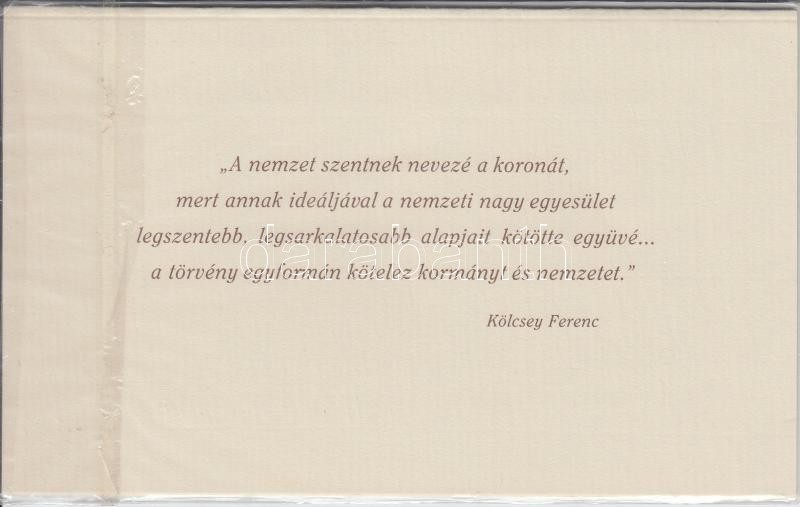 „A nemzet szentnek nevezé a koronát,
mert annak ideáljával a nemzeti nagy egyesület
legszentebb, legsarkalatosabb alapjait kötötte együvé...
a törvény egyformán kötelez kormányt és nemzetet.”
Kölcsey Ferenc
darabanth